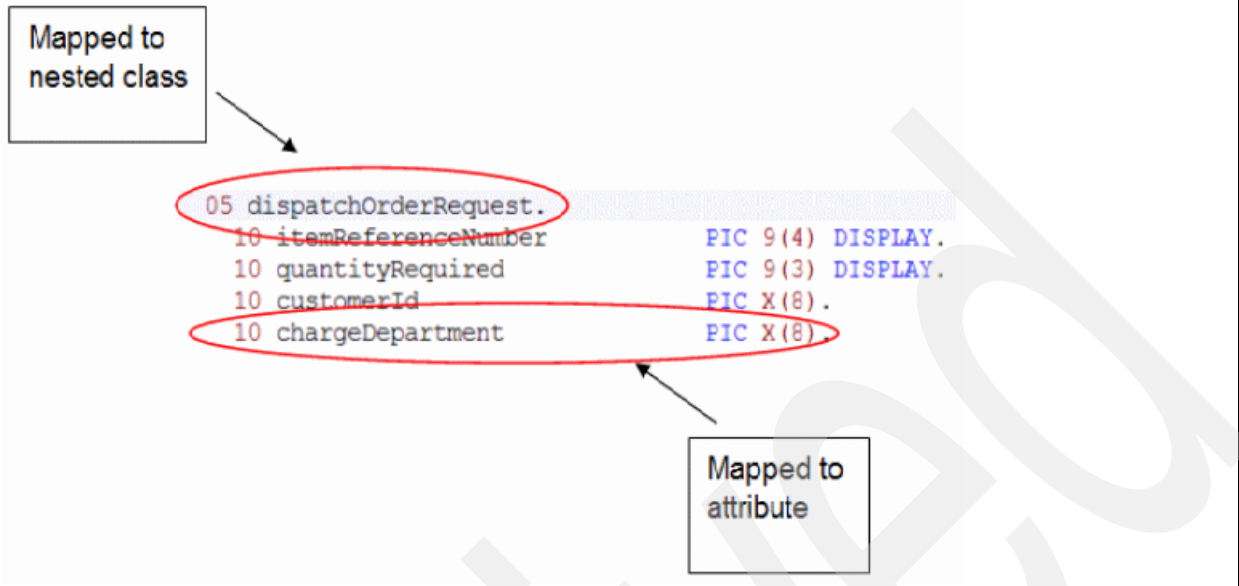 Mapped to
nested class
05 dispatchOrderRequest.
10 itemReferenceNumber PIC 9(4) DISPLAY.
10 quantityRequired PIC 9(3) DISPLAY.
10 customerId PIC X(8).
10 chargeDepartment PIC X(8).
Mapped to
attribute